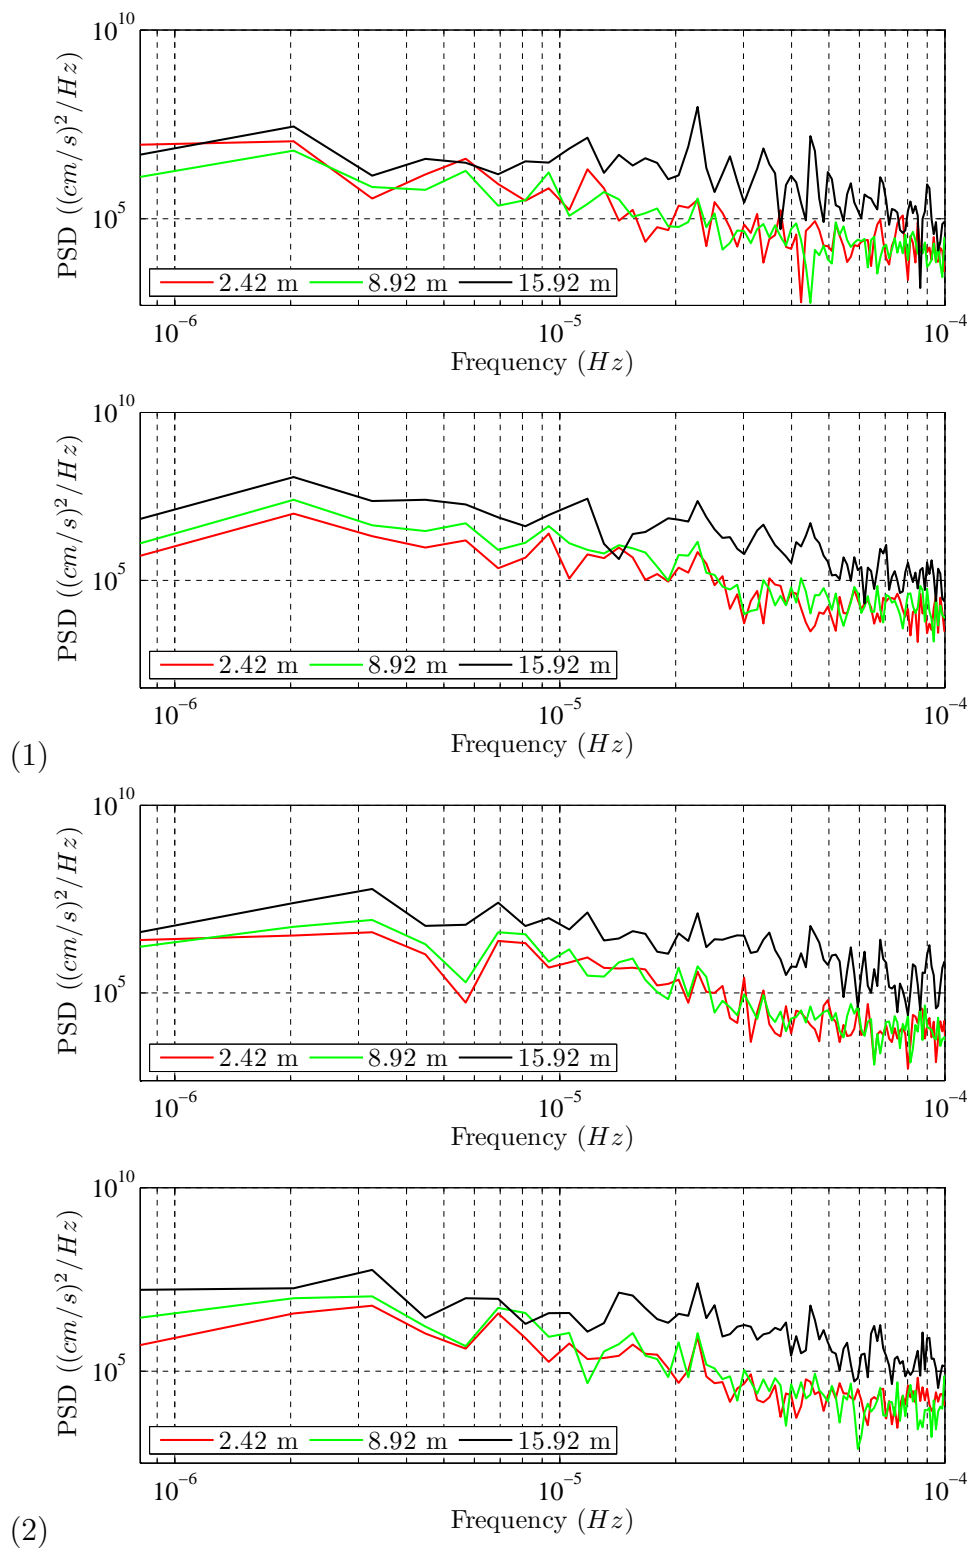 10^10
PSD ((cm/s)^2/Hz)
10^5
2.42 m 8.92 m 15.92 m
10^−6 10^−5 10^−4
Frequency (Hz)
10^10
PSD ((cm/s)^2/Hz)
10^5
2.42 m 8.92 m 15.92 m
10^−6 10^−5 10^−4
Frequency (Hz)
(1)
10^10
PSD ((cm/s)^2/Hz)
10^5
2.42 m 8.92 m 15.92 m
10^−6 10^−5 10^−4
Frequency (Hz)
10^10
PSD ((cm/s)^2/Hz)
10^5
2.42 m 8.92 m 15.92 m
10^−6 10^−5 10^−4
Frequency (Hz)
(2)